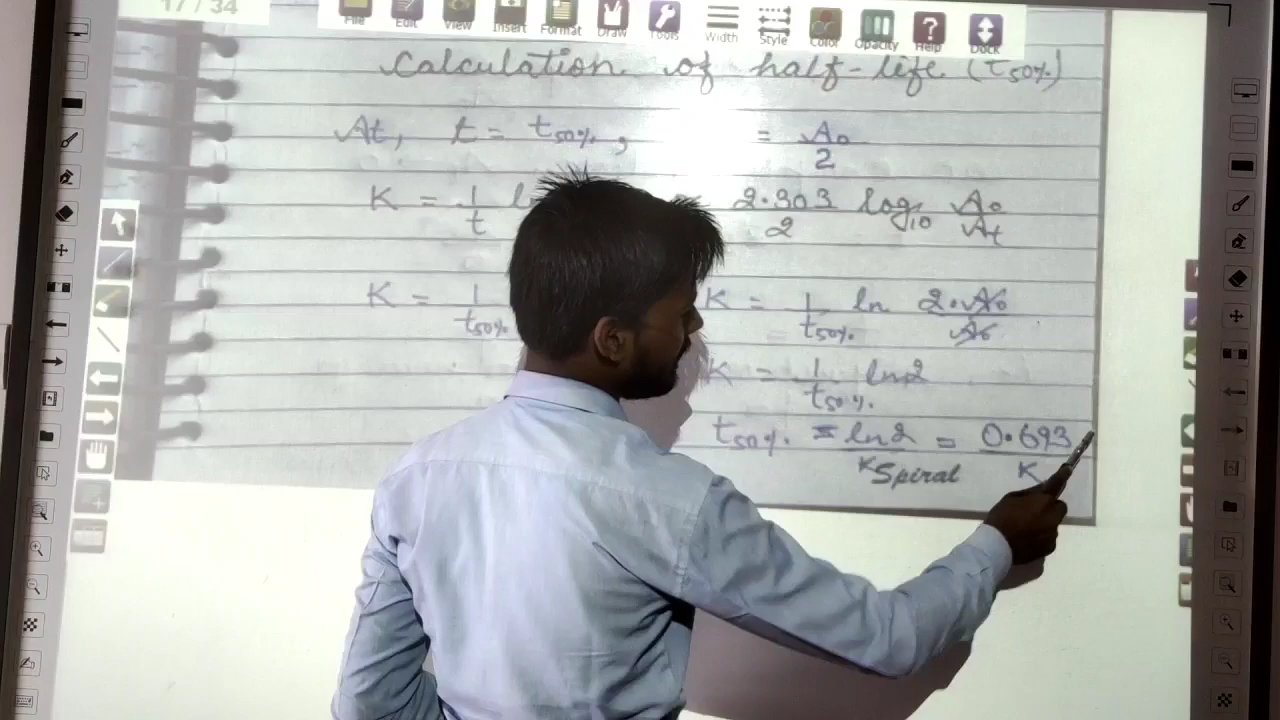 17 / 34
File Edit View Insert Format Draw Tools Width Style Color Opacity Help Dock
Calculation of half-life (t50%)
At, t = t50%, = A0/2
K = 1/t 2.303/2 log10 A0/At
K = 1/t50% K = 1/t50% ln 2·A0/A0
K = 1/t50% ln2
t50% = ln2/K = 0.693/K
Spiral